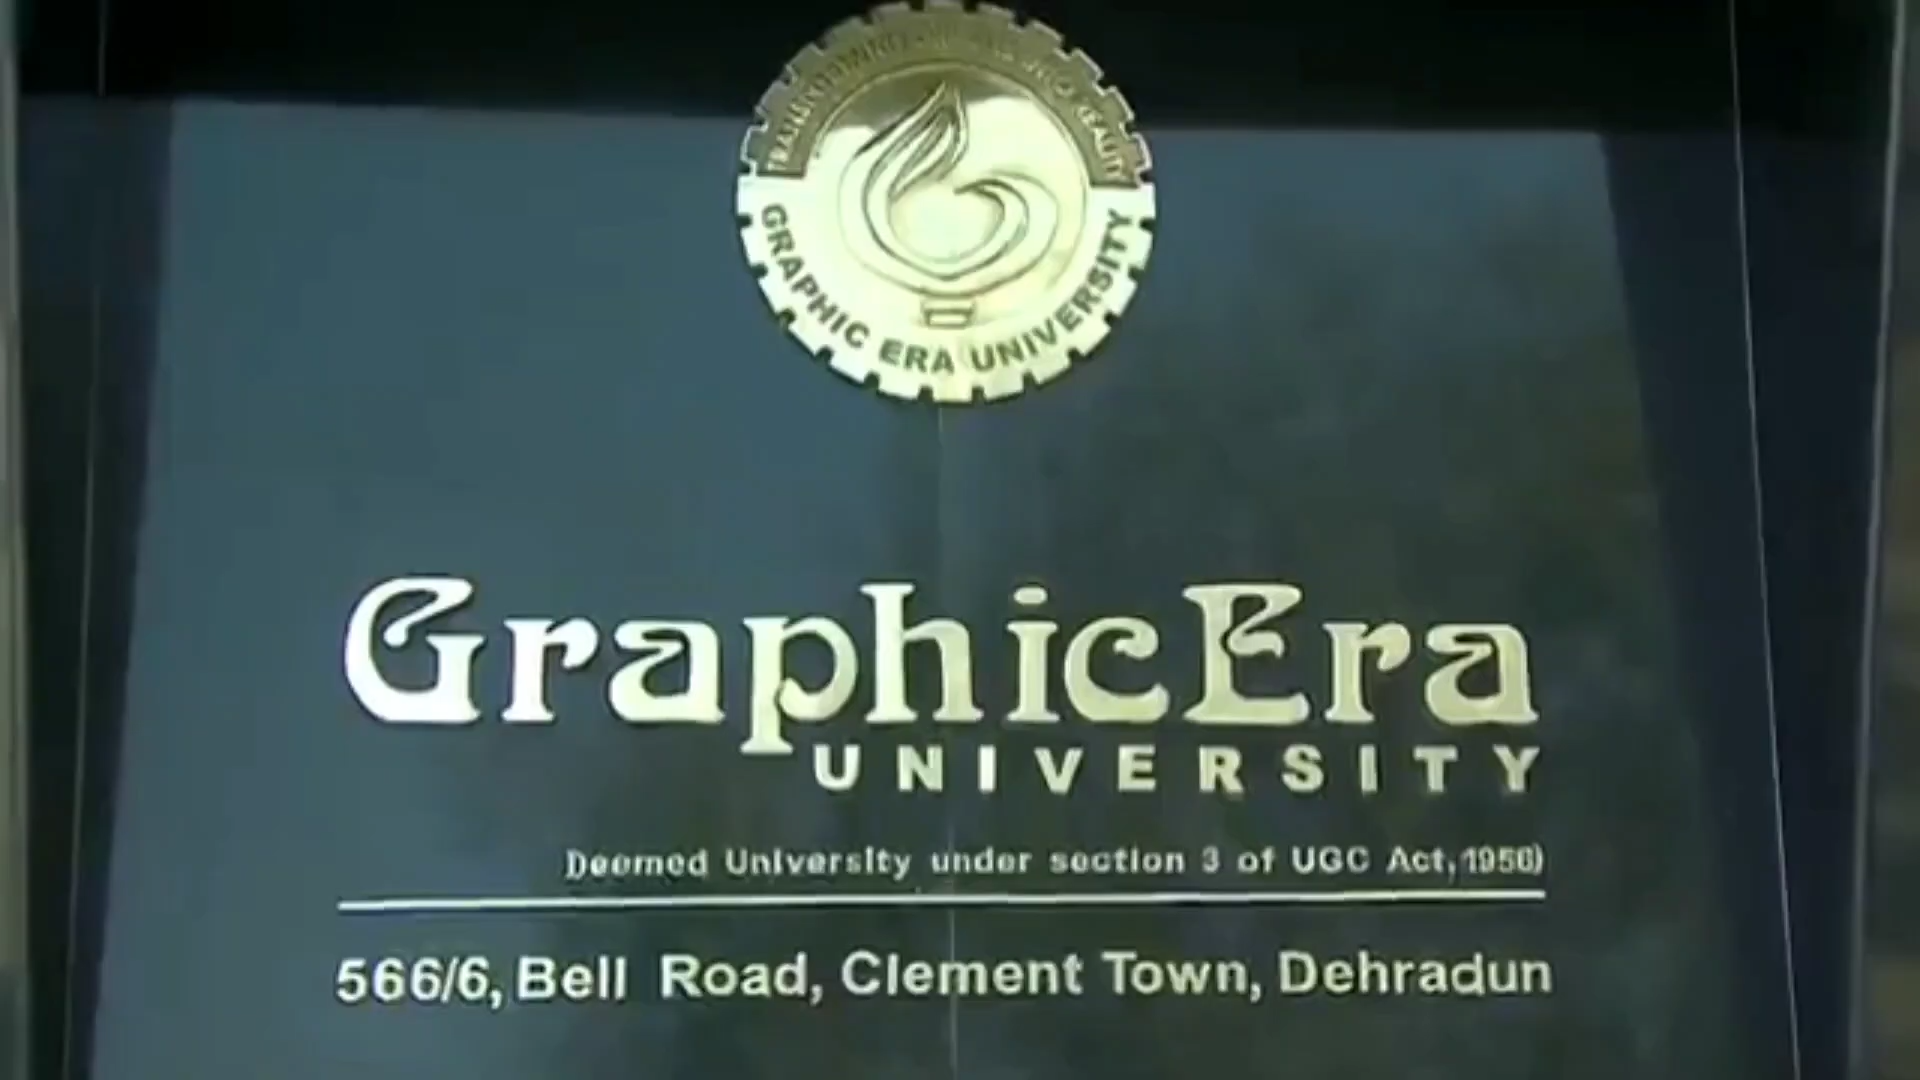 GRAPHIC ERA UNIVERSITY
GraphicEra
UNIVERSITY
Deemed University under section 3 of UGC Act, 1956)
566/6, Bell Road, Clement Town, Dehradun